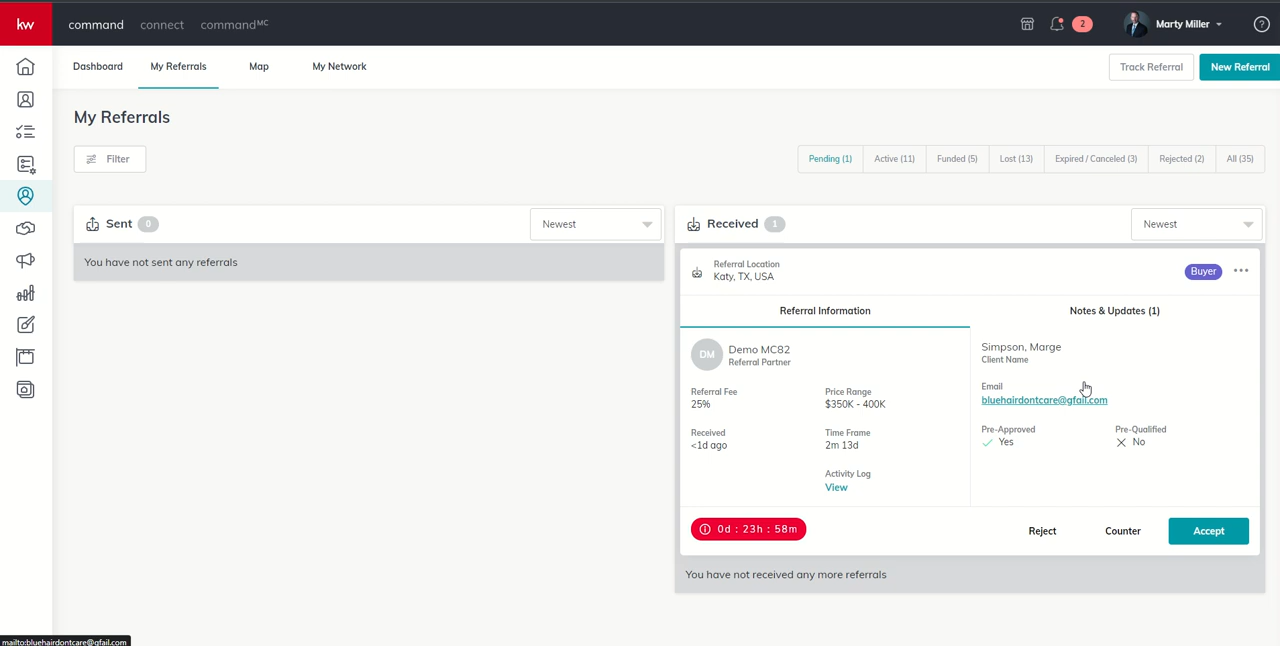 kw command connect command MC 2 Marty Miller ?
Dashboard My Referrals Map My Network Track Referral New Referral
My Referrals
Filter Pending (1) Active (11) Funded (5) Lost (13) Expired / Canceled (3) Rejected (2) All (35)
Sent 0 Newest
You have not sent any referrals
Received 1 Newest
Referral Location
Katy, TX, USA
Buyer
Referral Information Notes & Updates (1)
DM Demo MC82
Referral Partner
Referral Fee Price Range
25% $350K - 400K
Received Time Frame
<1d ago 2m 13d
Activity Log
View
Simpson, Marge
Client Name
Email
bluehairdontcare@gfail.com
Pre-Approved Pre-Qualified
Yes No
0d : 23h : 58m Reject Counter Accept
You have not received any more referrals
mailto:bluehairdontcare@gfail.com